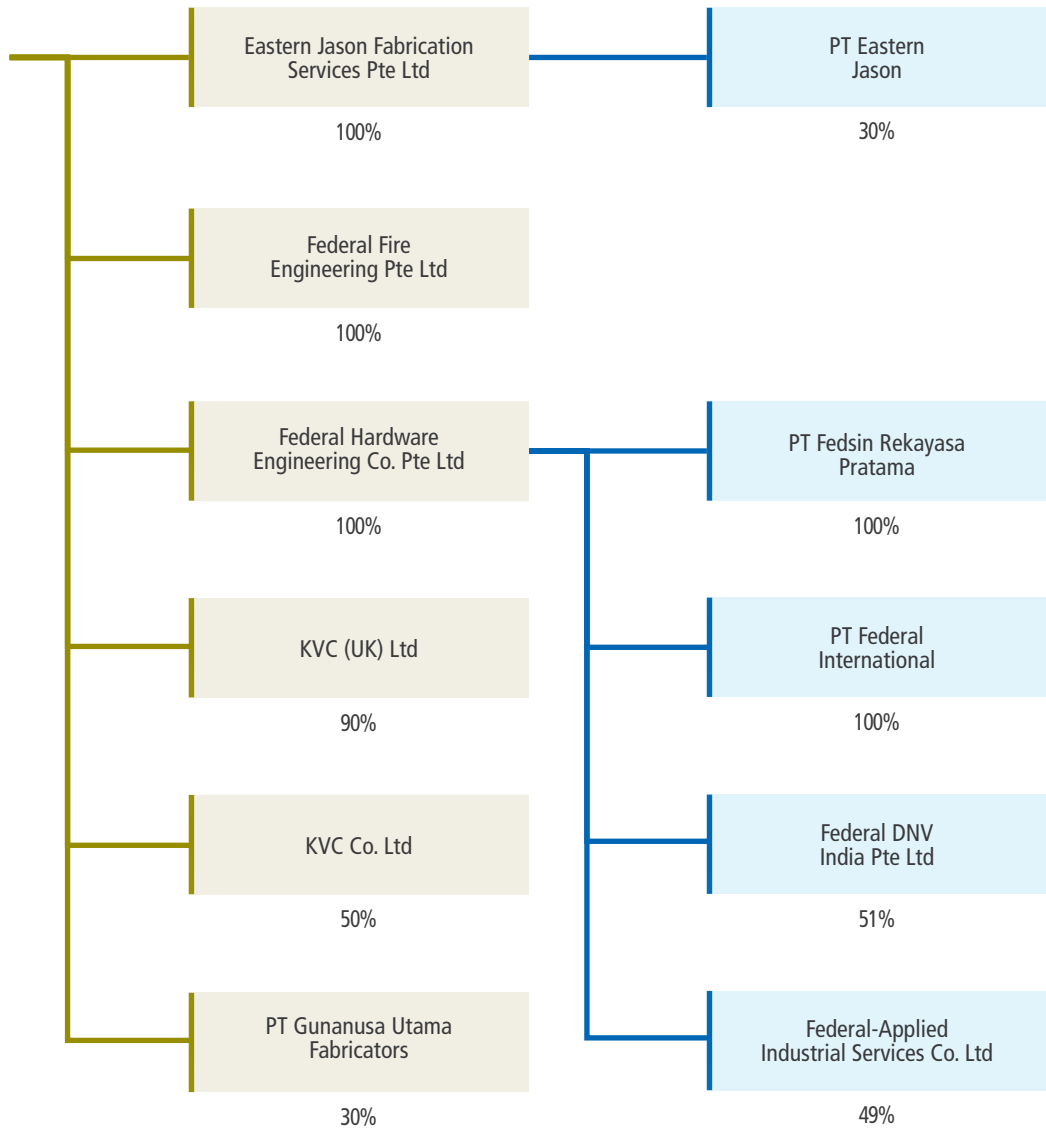 Eastern Jason Fabrication
Services Pte Ltd
100%
PT Eastern
Jason
30%
Federal Fire
Engineering Pte Ltd
100%
Federal Hardware
Engineering Co. Pte Ltd
100%
PT Fedsin Rekayasa
Pratama
100%
KVC (UK) Ltd
90%
PT Federal
International
100%
KVC Co. Ltd
50%
Federal DNV
India Pte Ltd
51%
PT Gunanusa Utama
Fabricators
30%
Federal-Applied
Industrial Services Co. Ltd
49%